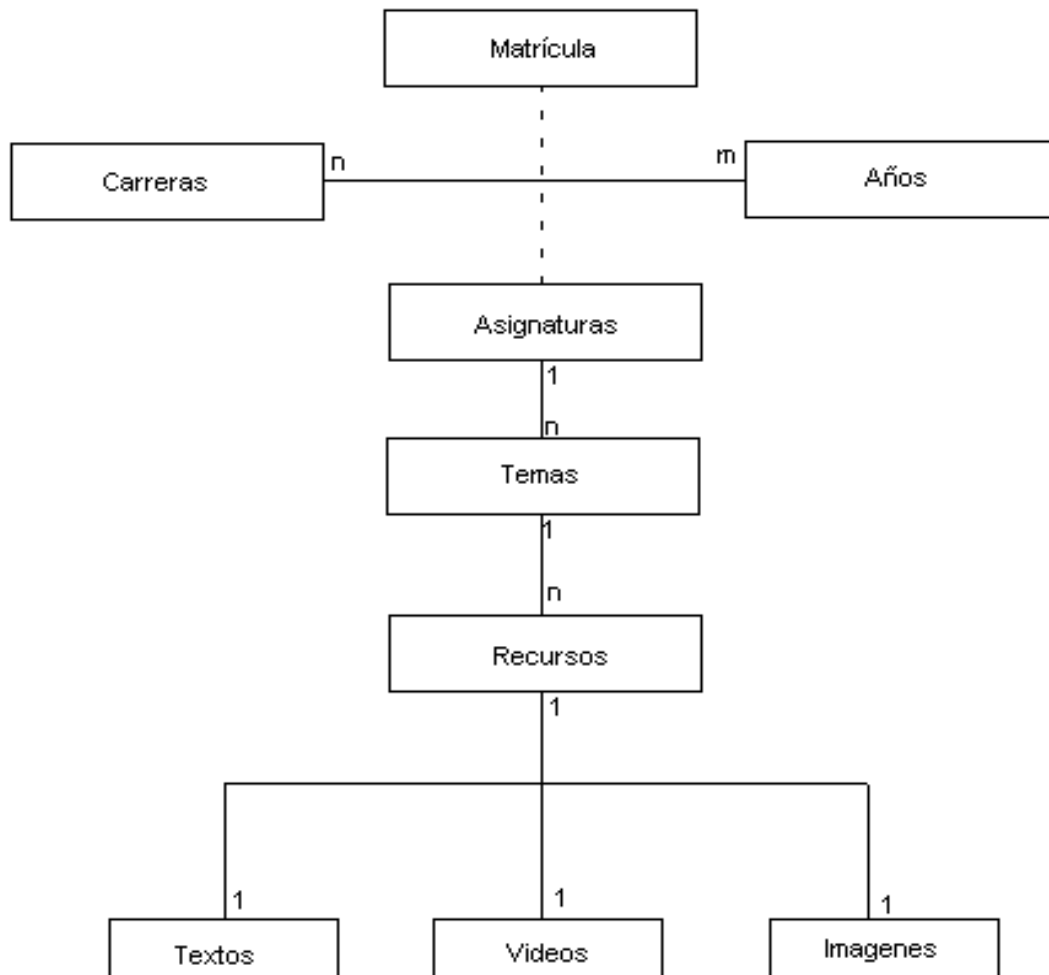 Matrícula
n
m
Carreras
Años
Asignaturas
1
n
Temas
1
n
Recursos
1
1
1
1
Textos
Videos
Imagenes